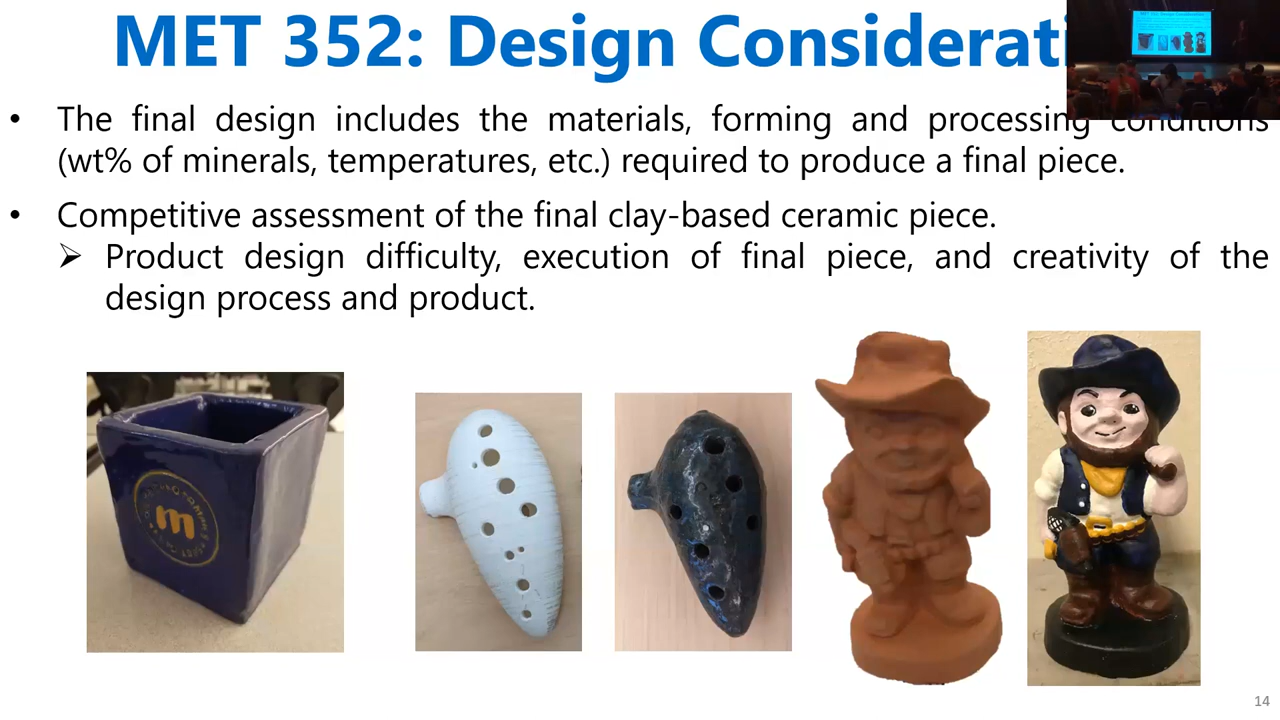 MET 352: Design Considerati
• The final design includes the materials, forming and processing conditions
(wt% of minerals, temperatures, etc.) required to produce a final piece.
• Competitive assessment of the final clay-based ceramic piece.
➢ Product design difficulty, execution of final piece, and creativity of the
design process and product.
m
14